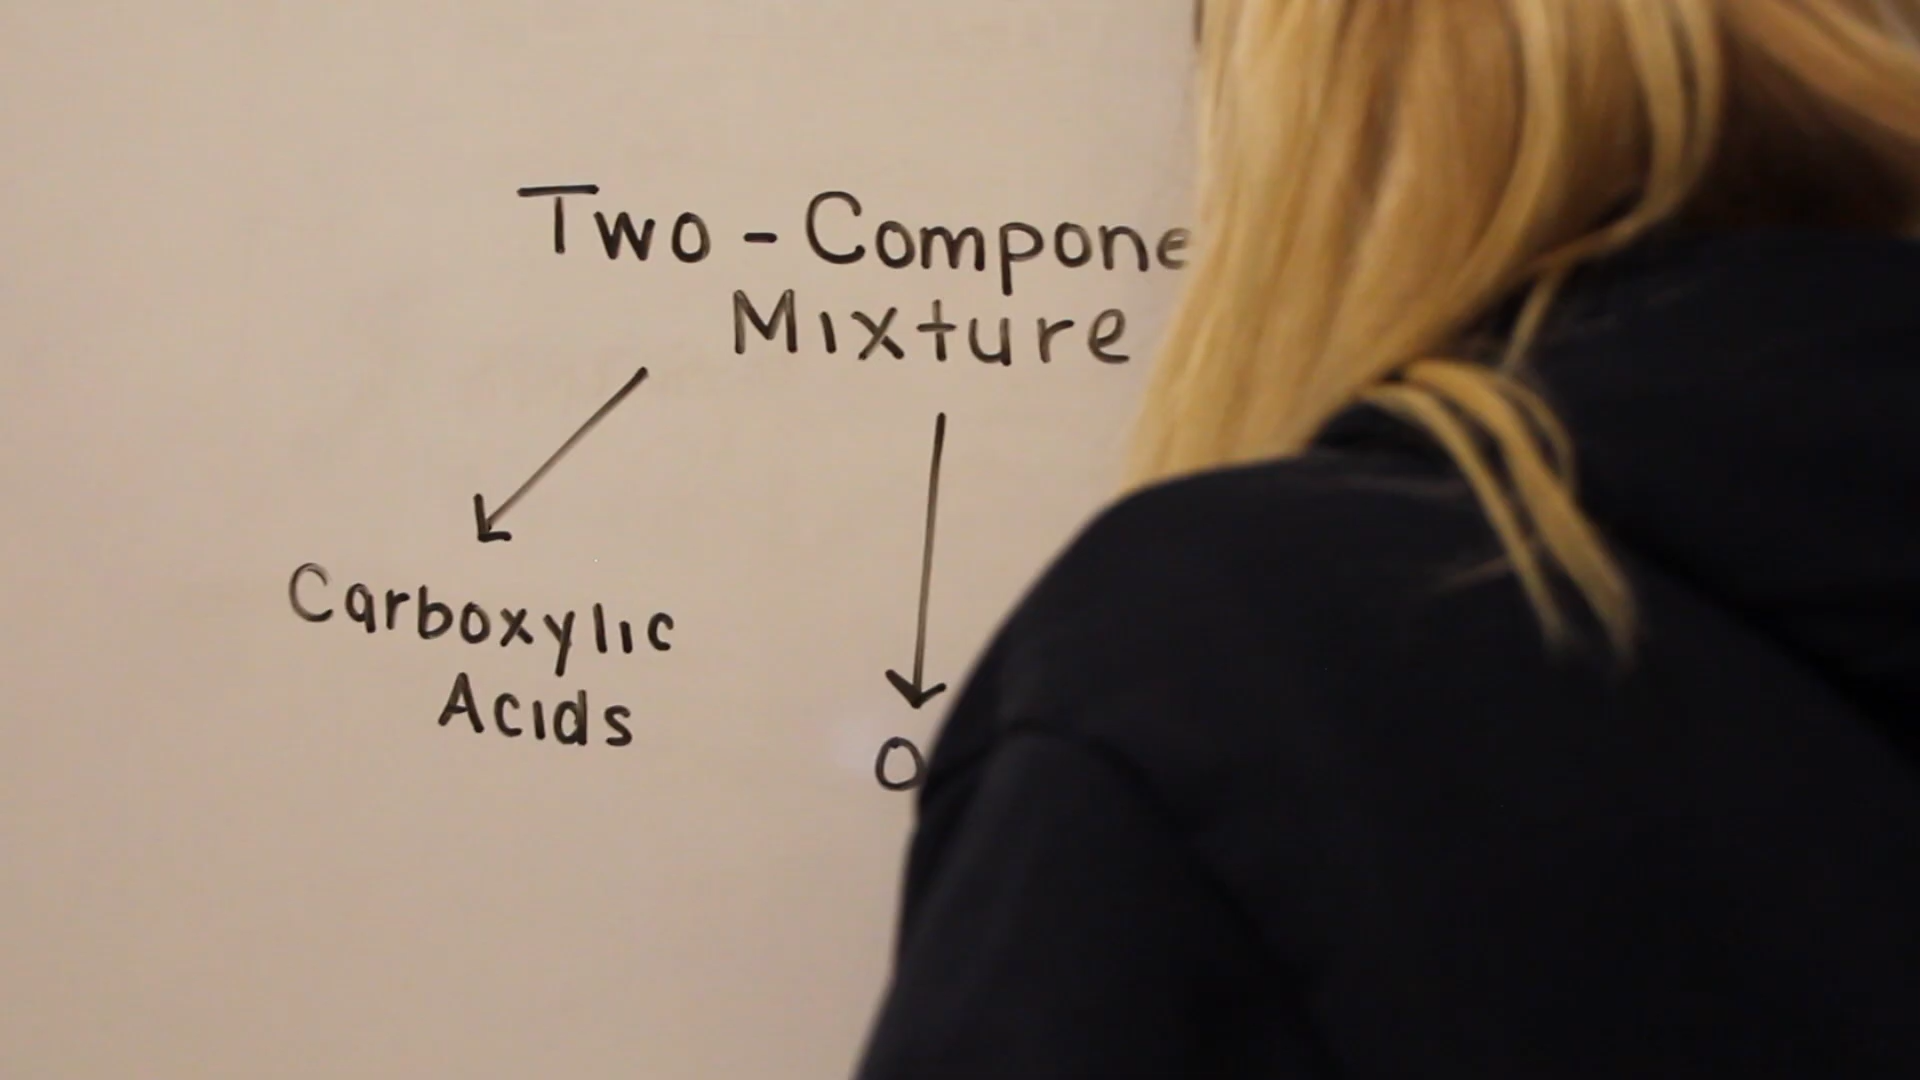 Two - Compone
Mixture
Carboxylic
Acids
o